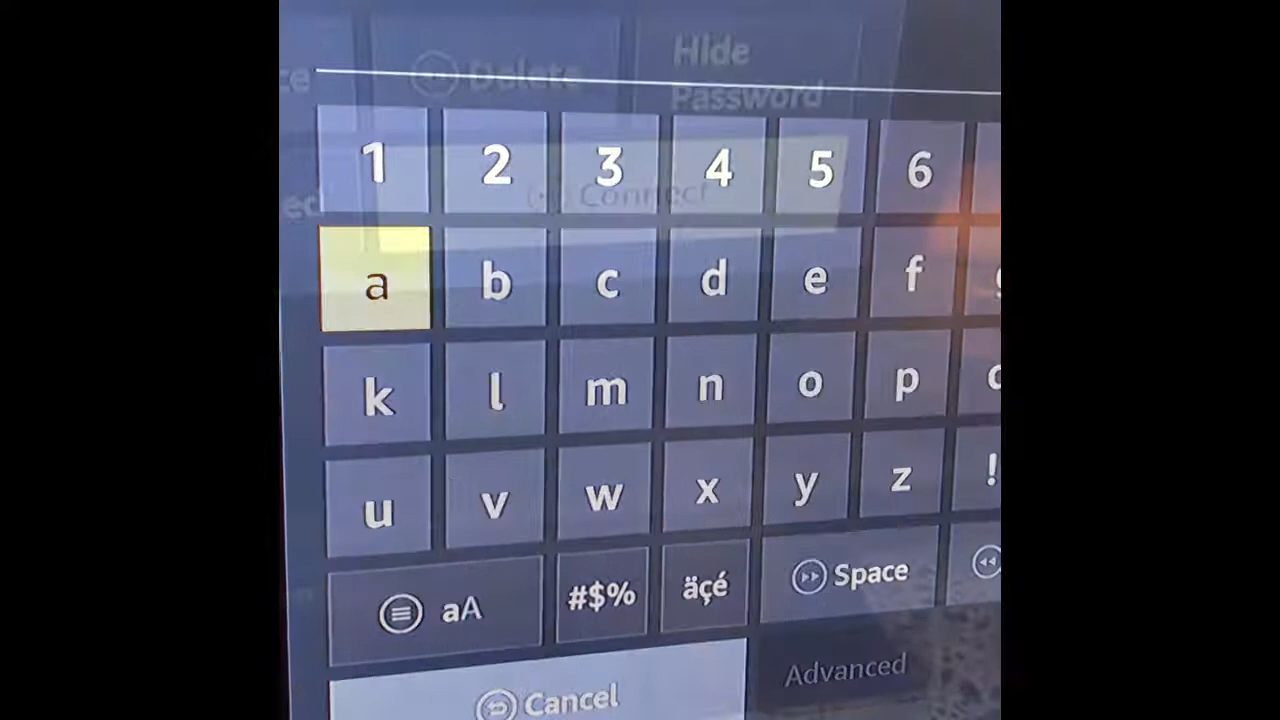 Delete Hide
Password
1 2 3 4 5 6
Connect
a b c d e f
k l m n o p
u v w x y z !
aA #$% äçé Space
Cancel Advanced